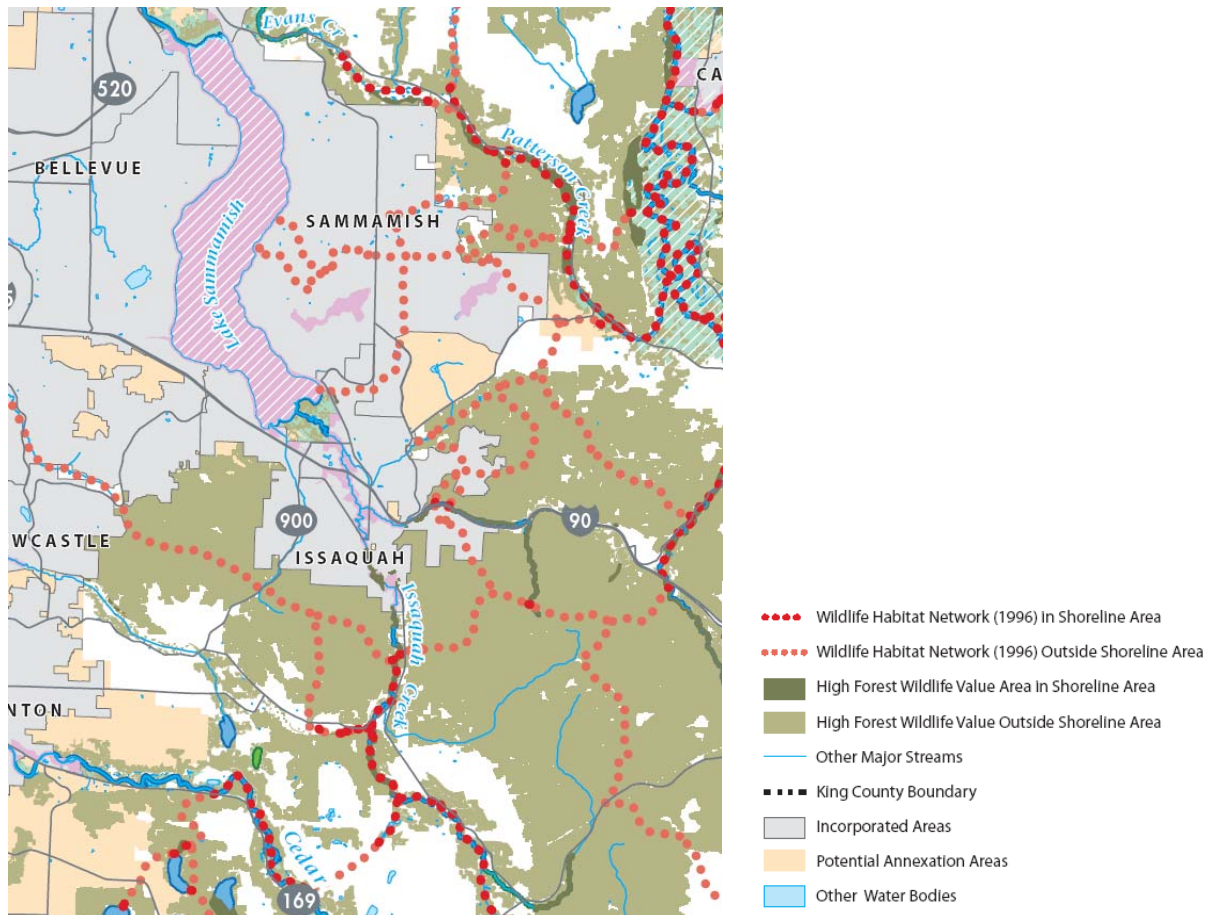 Evans Cr
CA
520
Patterson Creek
BELLEVUE
SAMMAMISH
Lake Sammamish
5
900
90
WCASTLE
ISSAQUAH
Issaquah Creek
NTON
Cedar
169
Wildlife Habitat Network (1996) in Shoreline Area
Wildlife Habitat Network (1996) Outside Shoreline Area
High Forest Wildlife Value Area in Shoreline Area
High Forest Wildlife Value Outside Shoreline Area
Other Major Streams
King County Boundary
Incorporated Areas
Potential Annexation Areas
Other Water Bodies